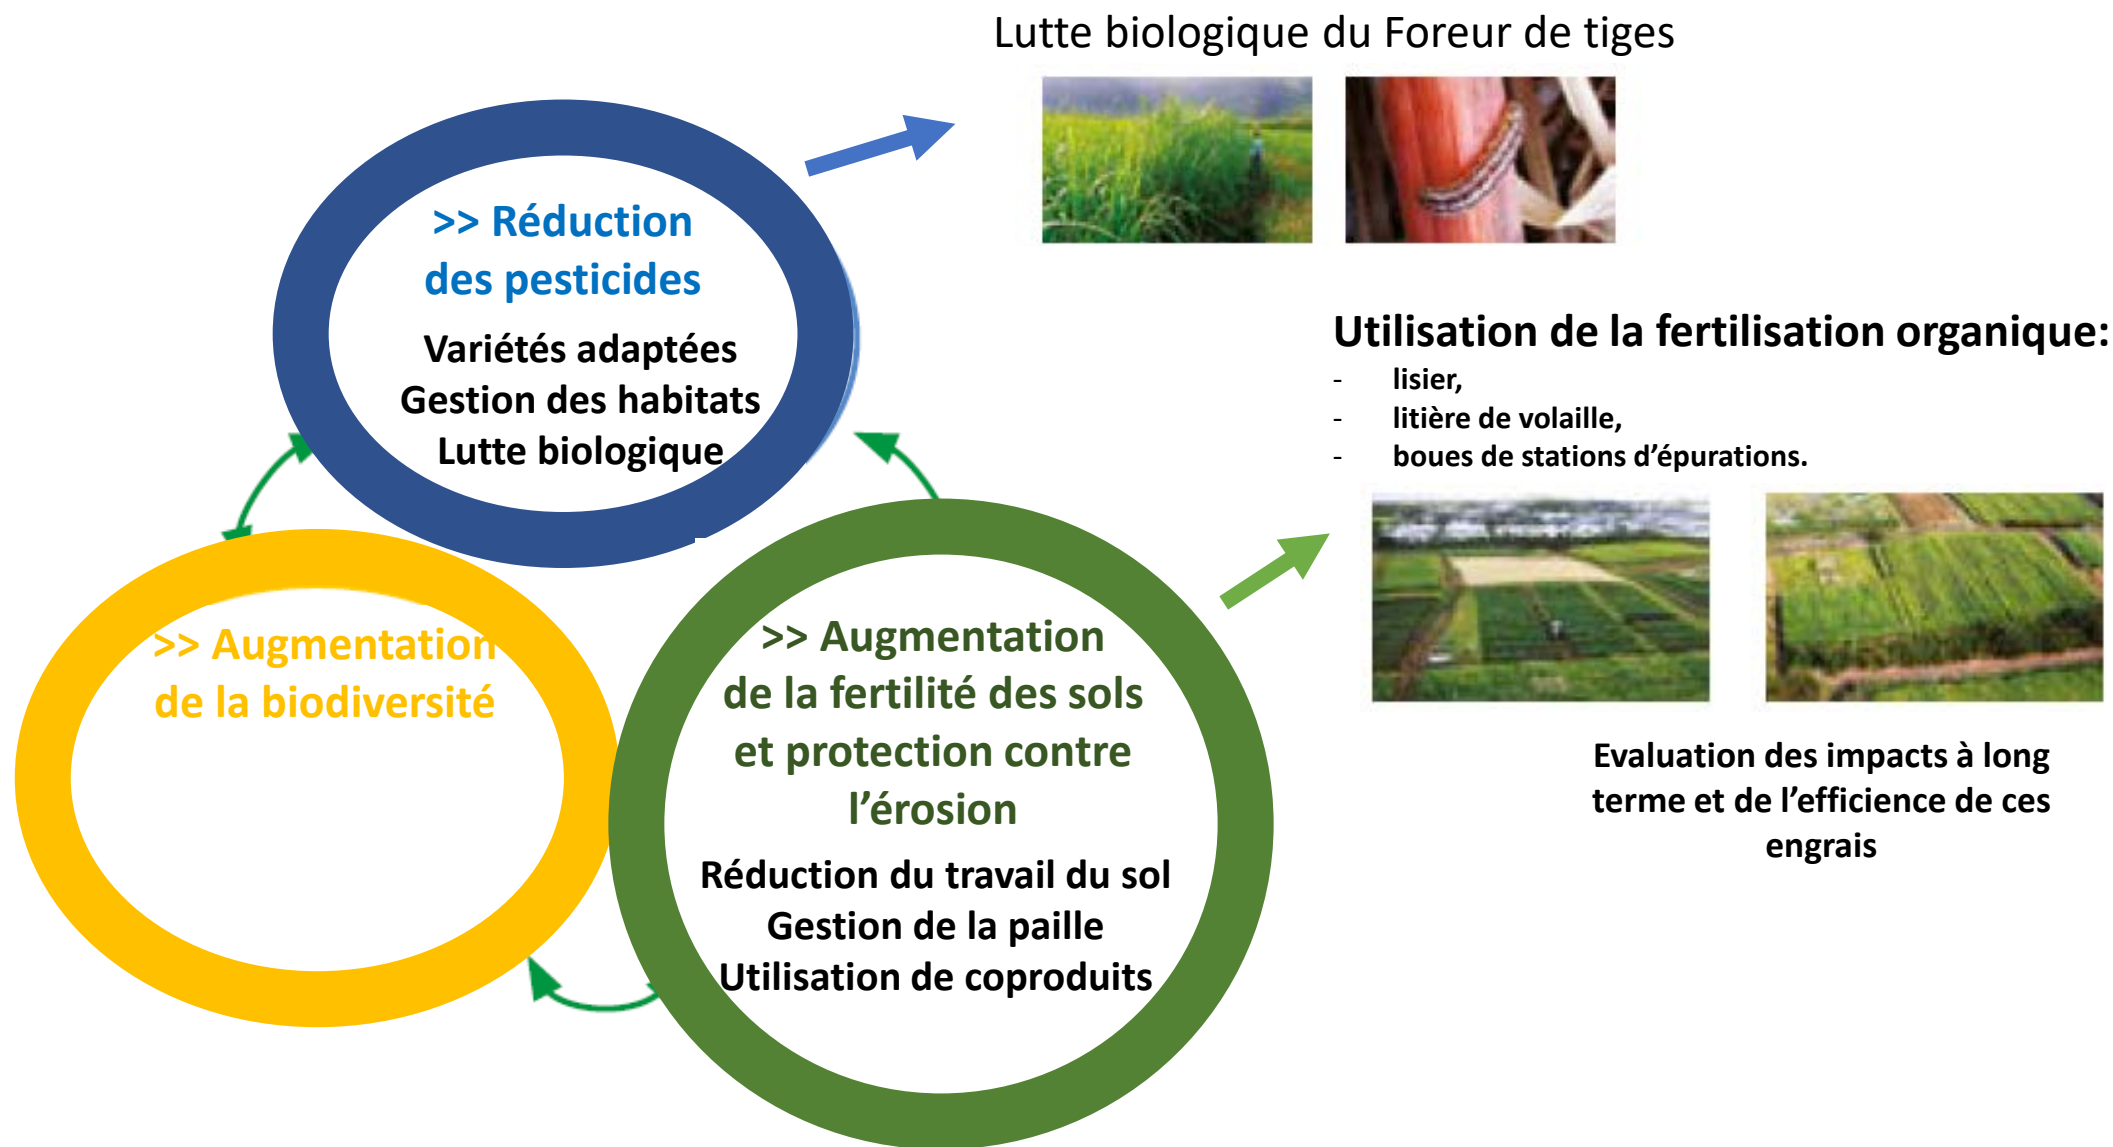 Lutte biologique du Foreur de tiges
>> Réduction
des pesticides
Variétés adaptées
Gestion des habitats
Lutte biologique
Utilisation de la fertilisation organique:
- lisier,
- litière de volaille,
- boues de stations d’épurations.
>> Augmentation
de la biodiversité
>> Augmentation
de la fertilité des sols
et protection contre
l’érosion
Réduction du travail du sol
Gestion de la paille
Utilisation de coproduits
Evaluation des impacts à long
terme et de l’efficience de ces
engrais